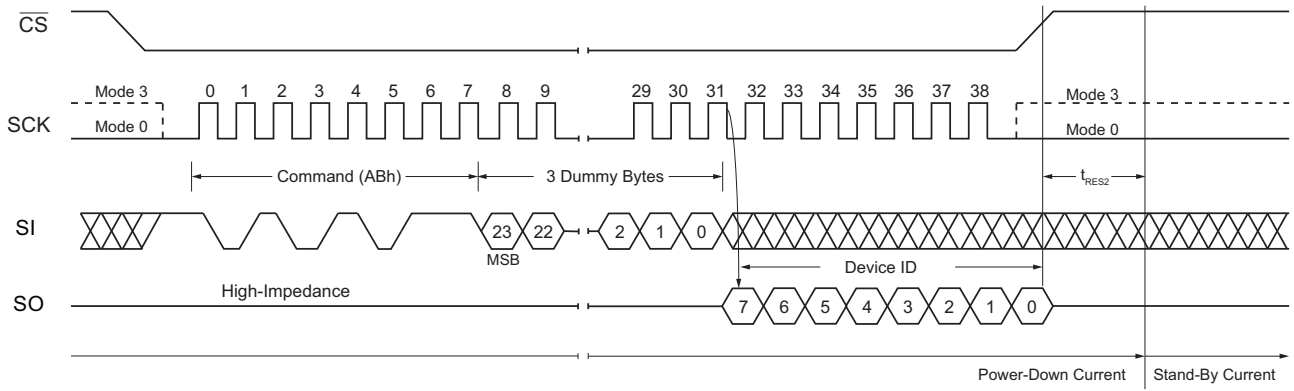 CS
Mode 3
0 1 2 3 4 5 6 7 8 9 29 30 31 32 33 34 35 36 37 38
Mode 3
SCK
Mode 0
Mode 0
Command (ABh)
3 Dummy Bytes
tRES2
SI
23 22 2 1 0
MSB
Device ID
High-Impedance
SO
7 6 5 4 3 2 1 0
Power-Down Current
Stand-By Current